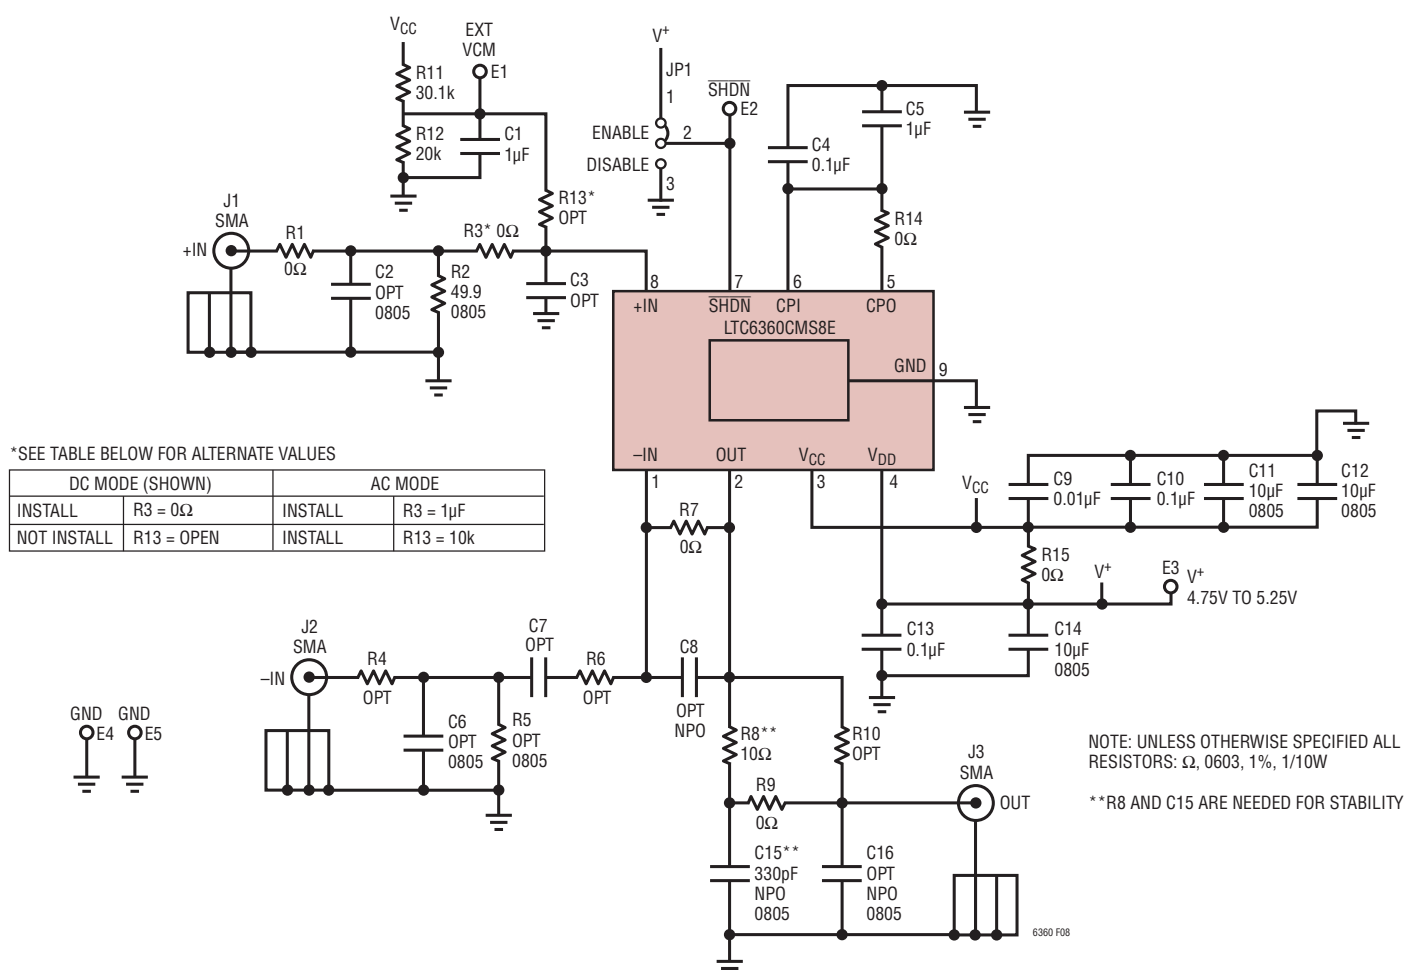 VCC
R11
30.1k
R12
20k
EXT
VCM
E1
C1
1µF
R13*
OPT
V+
JP1
1
ENABLE
2
DISABLE
3
SHDN
E2
C4
0.1µF
C5
1µF
R14
0Ω
J1
SMA
+IN
R1
0Ω
C2
OPT
0805
R2
49.9
0805
R3* 0Ω
C3
OPT
8
7
6
5
+IN
SHDN
CPI
CPO
LTC6360CMS8E
GND
9
–IN
OUT
VCC
VDD
1
2
3
4
*SEE TABLE BELOW FOR ALTERNATE VALUES
DC MODE (SHOWN)
AC MODE
INSTALL
R3 = 0Ω
INSTALL
R3 = 1µF
NOT INSTALL
R13 = OPEN
INSTALL
R13 = 10k
R7
0Ω
VCC
C9
0.01µF
C10
0.1µF
C11
10µF
0805
C12
10µF
0805
R15
0Ω
V+
E3
V+
4.75V TO 5.25V
C13
0.1µF
C14
10µF
0805
J2
SMA
–IN
R4
OPT
C6
OPT
0805
R5
OPT
0805
C7
OPT
R6
OPT
C8
OPT
NPO
GND
E4
GND
E5
R8**
10Ω
R10
OPT
R9
0Ω
C15**
330pF
NPO
0805
C16
OPT
NPO
0805
J3
SMA
OUT
NOTE: UNLESS OTHERWISE SPECIFIED ALL
RESISTORS: Ω, 0603, 1%, 1/10W
**R8 AND C15 ARE NEEDED FOR STABILITY
6360 F08